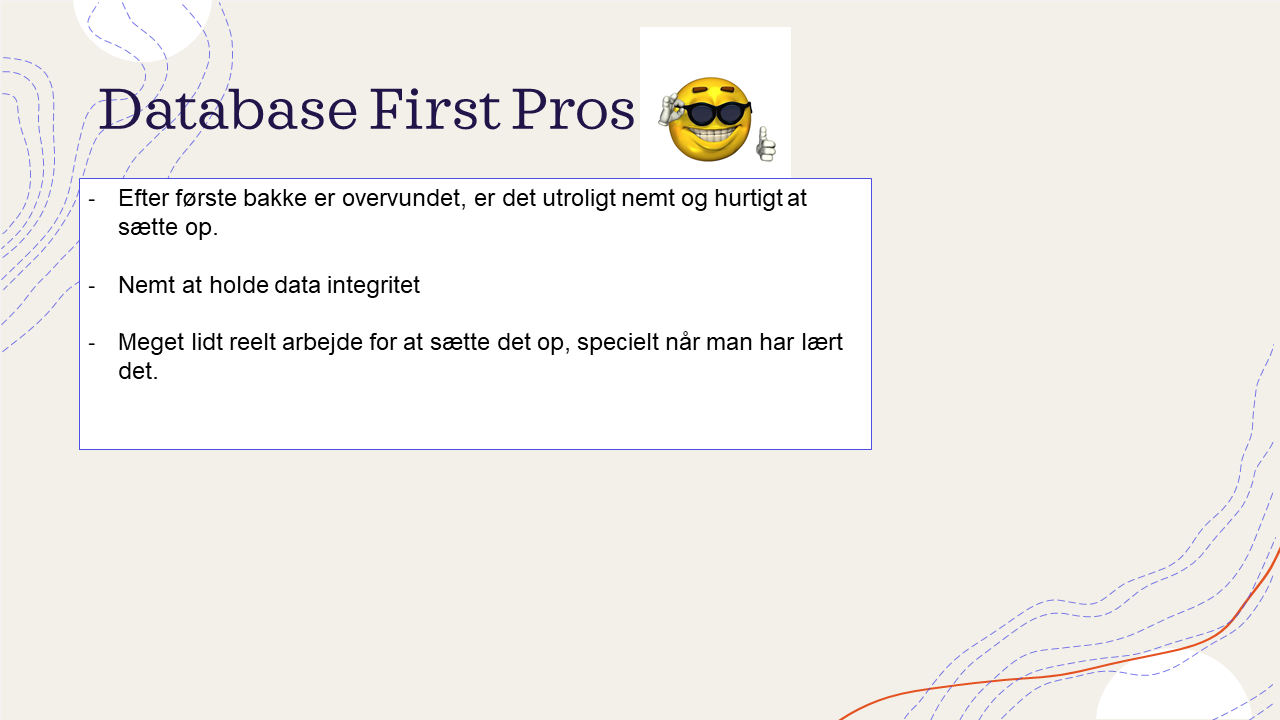 Database First Pros
- Efter første bakke er overvundet, er det utroligt nemt og hurtigt at
sætte op.
- Nemt at holde data integritet
- Meget lidt reelt arbejde for at sætte det op, specielt når man har lært
det.